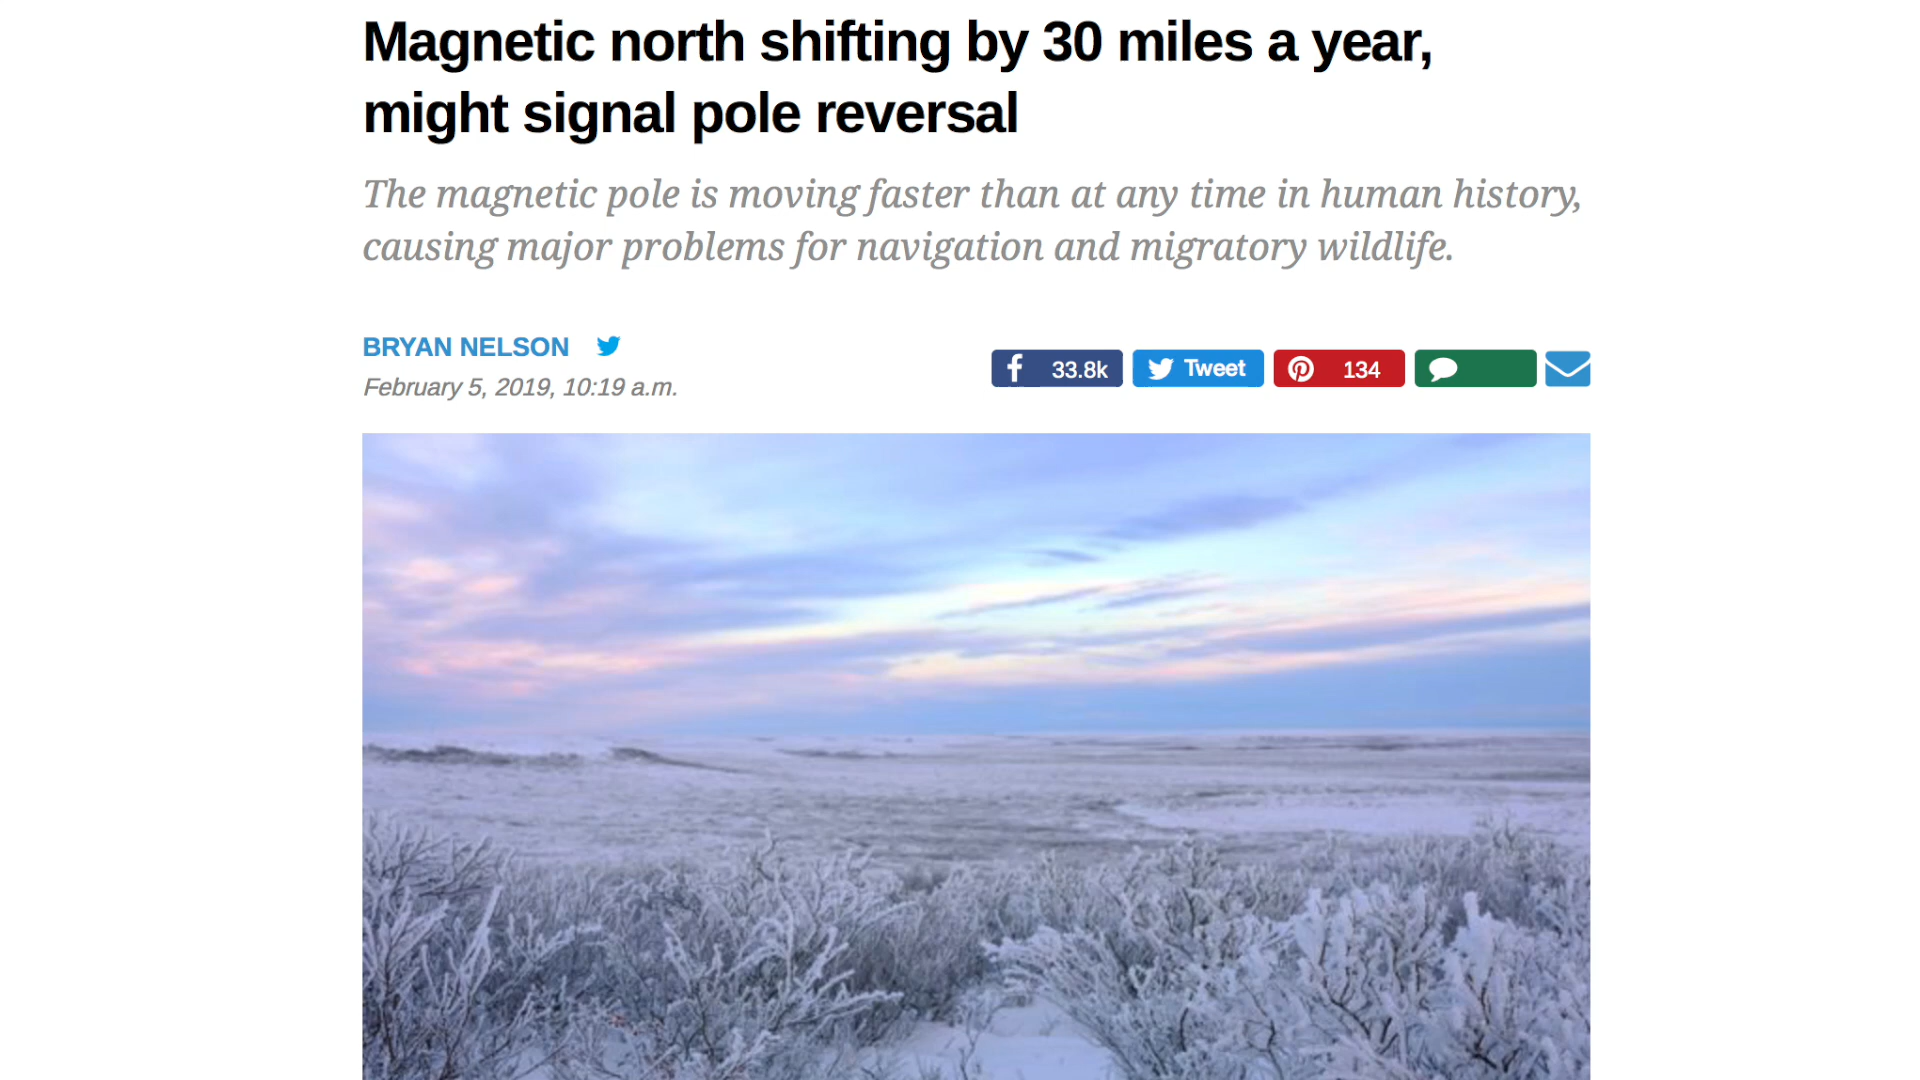 Magnetic north shifting by 30 miles a year,
might signal pole reversal
The magnetic pole is moving faster than at any time in human history,
causing major problems for navigation and migratory wildlife.
BRYAN NELSON
February 5, 2019, 10:19 a.m.
33.8k Tweet 134